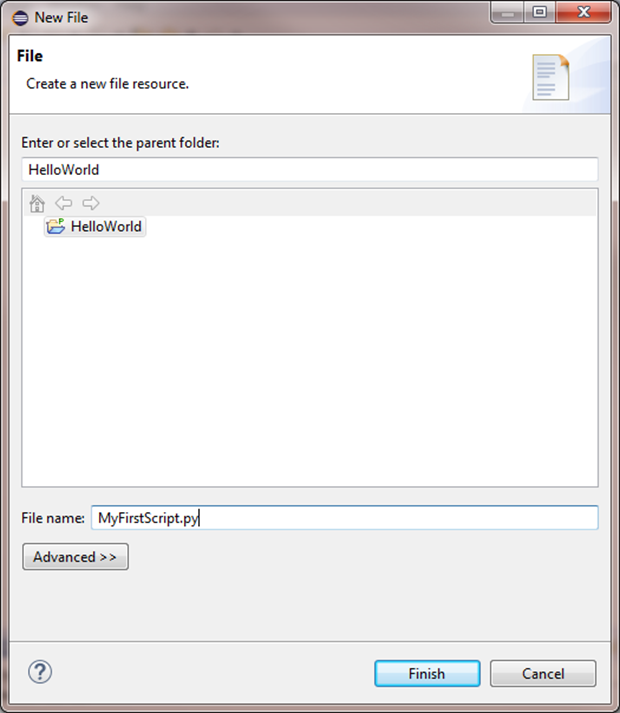 New File
File
Create a new file resource.
Enter or select the parent folder:
HelloWorld
HelloWorld
File name: MyFirstScript.py
Advanced >>
Finish Cancel